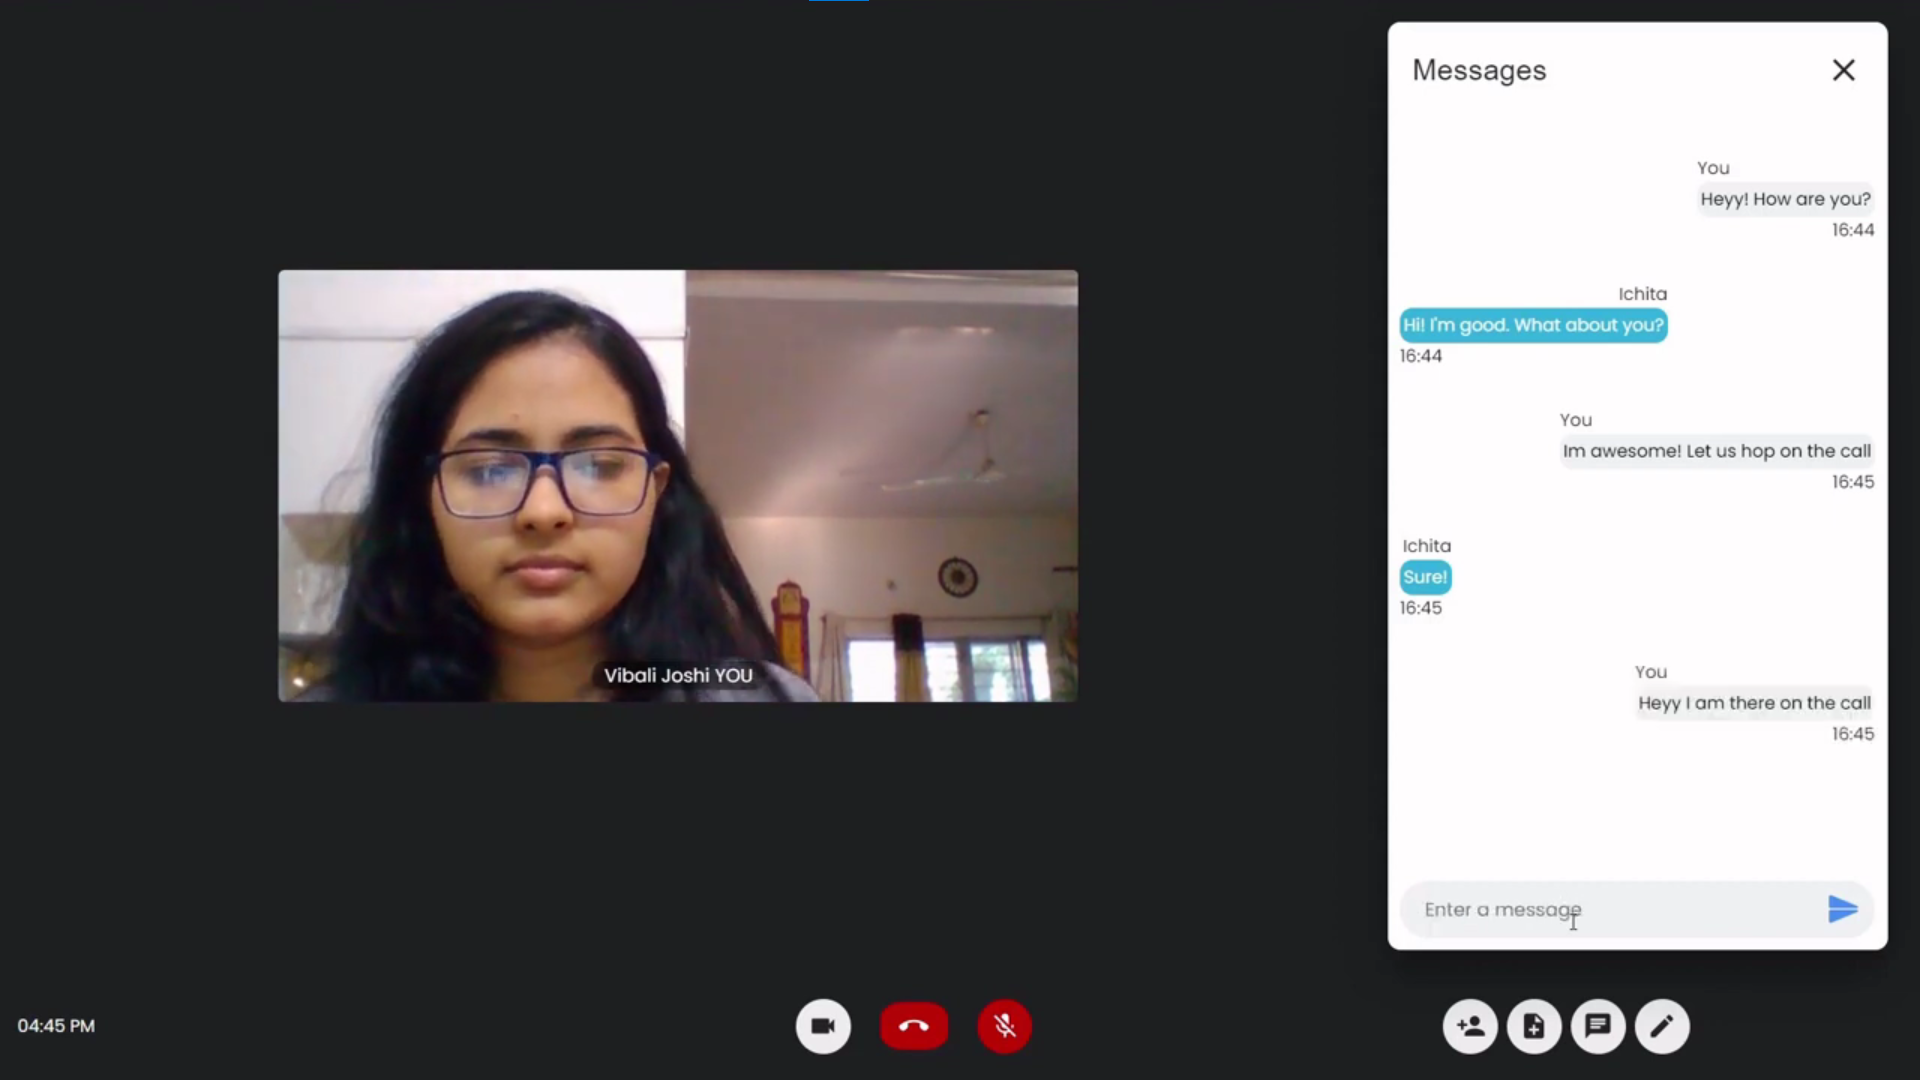 Messages
You
Heyy! How are you?
16:44
Ichita
Hi! I'm good. What about you?
16:44
You
Im awesome! Let us hop on the call
16:45
Ichita
Sure!
16:45
You
Heyy I am there on the call
16:45
Enter a message
Vibali Joshi YOU
04:45 PM